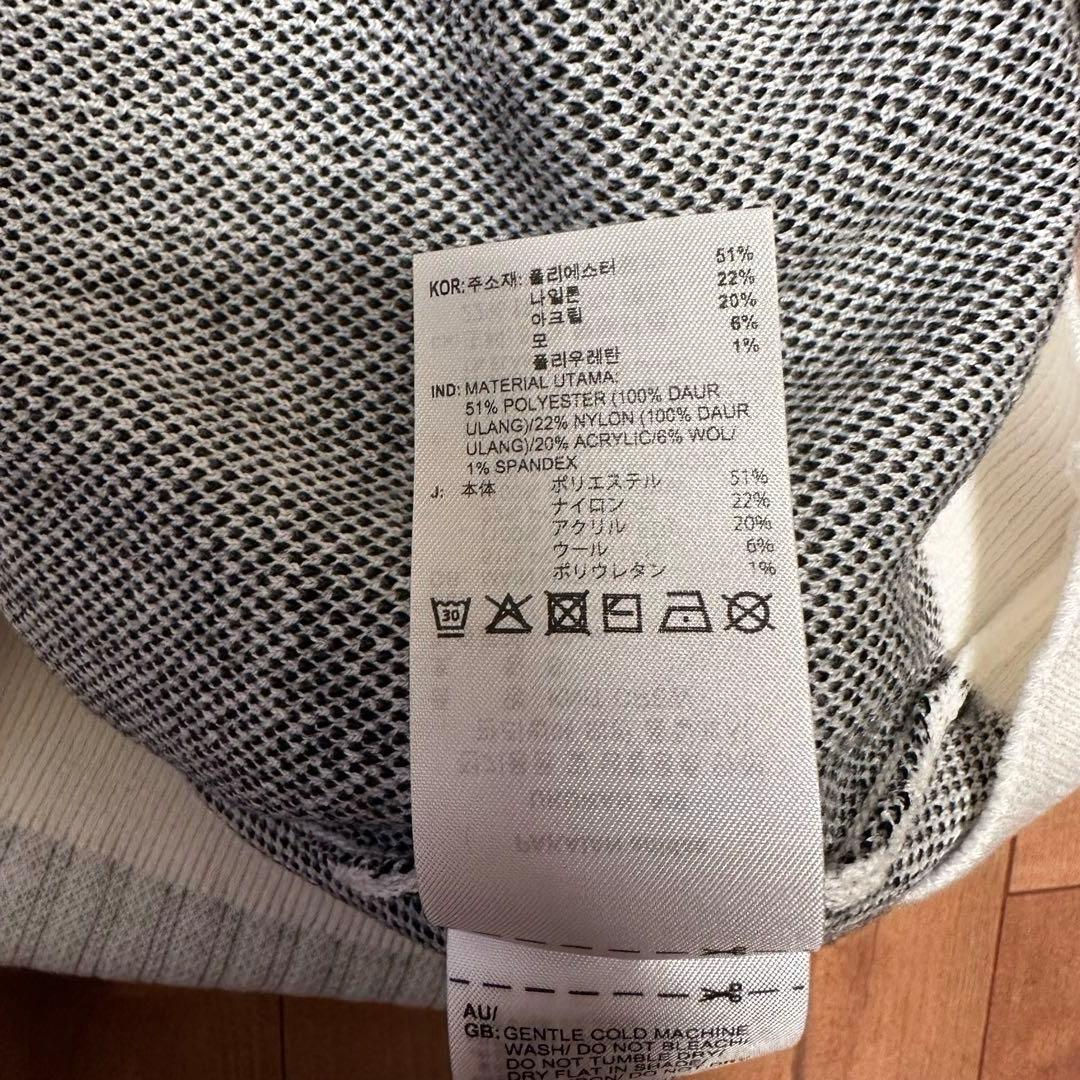 KOR: 주소재: 폴리에스터 51%
나일론 22%
아크릴 20%
모 6%
폴리우레탄 1%
IND: MATERIAL UTAMA:
51% POLYESTER (100% DAUR
ULANG)/22% NYLON (100% DAUR
ULANG)/20% ACRYLIC/6% WOL/
1% SPANDEX
J: 本体 ポリエステル 51%
ナイロン 22%
アクリル 20%
ウール 6%
ポリウレタン 1%
30
AU/
GB: GENTLE COLD MACHINE
WASH/ DO NOT BLEACH/
DO NOT TUMBLE DRY/
DRY FLAT IN SHADE/